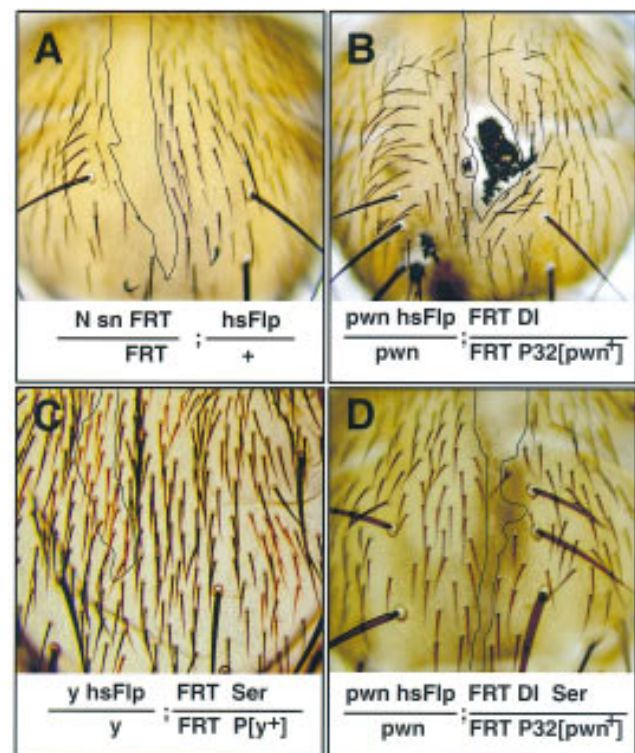 A
B
N sn FRT ; hsFlp
FRT +
pwn hsFlp ; FRT Dl
pwn FRT P32[pwn+]
C
D
y hsFlp ; FRT Ser
y FRT P[y+]
pwn hsFlp ; FRT Dl Ser
pwn FRT P32[pwn+]